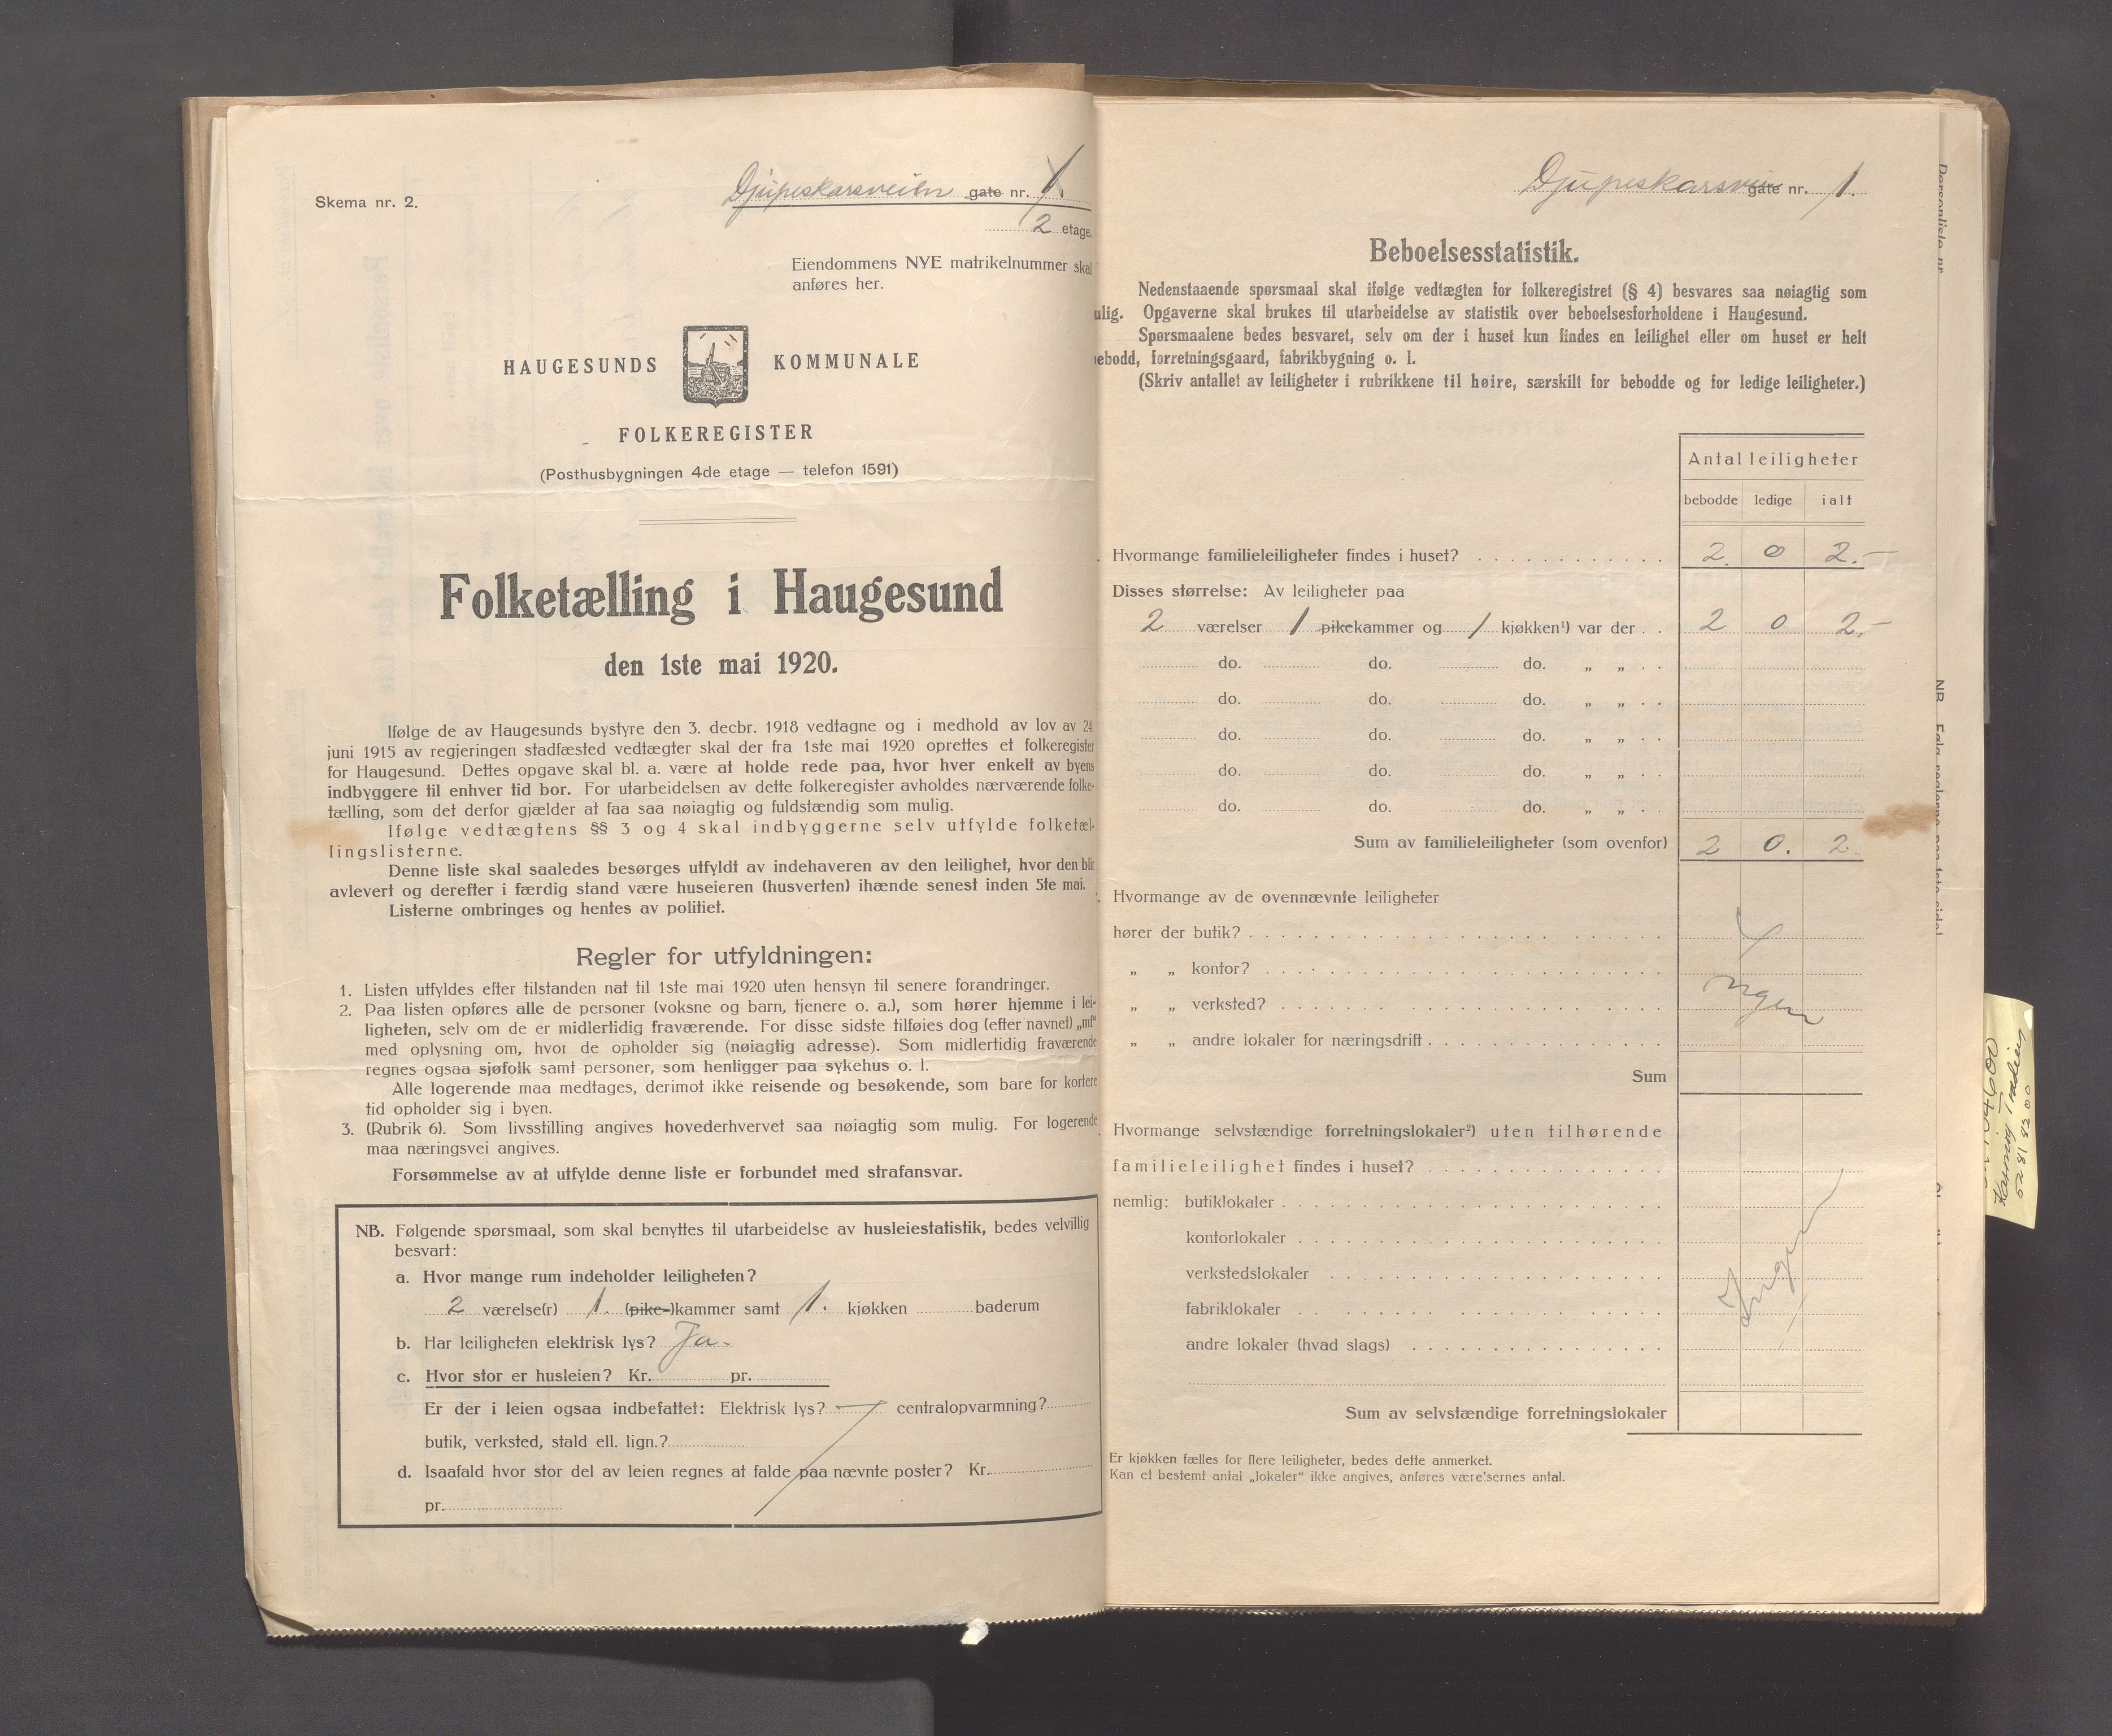 Skema nr. 2.
Djupeskarsveien gate nr. 1.
2 etage.
Eiendommens NYE matrikelnummer skal
anføres her.
HAUGESUNDS KOMMUNALE
FOLKEREGISTER
(Posthusbygningen 4de etage — telefon 1591)
Folketælling i Haugesund
den 1ste mai 1920.
Ifølge de av Haugesunds bystyre den 3. decbr. 1918 vedtagne og i medhold av lov av 24.
juni 1915 av regjeringen stadfæsted vedtægter skal der fra 1ste mai 1920 oprettes et folkeregister
for Haugesund. Dettes opgave skal bl. a. være at holde rede paa, hvor hver enkelt av byens
indbyggere til enhver tid bor. For utarbeidelsen av dette folkeregister avholdes nærværende folke-
tælling, som det derfor gjælder at faa saa nøiagtig og fuldstændig som mulig.
Ifølge vedtægtens §§ 3 og 4 skal indbyggerne selv utfylde folketæl-
lingslisterne.
Denne liste skal saaledes besørges utfyldt av indehaveren av den leilighet, hvor den blir
avlevert og derefter i færdig stand være huseieren (husverten) ihænde senest inden 5te mai.
Listerne ombringes og hentes av politiet.
Regler for utfyldningen:
1. Listen utfyldes efter tilstanden nat til 1ste mai 1920 uten hensyn til senere forandringer.
2. Paa listen opføres alle de personer (voksne og barn, tjenere o. a.), som hører hjemme i lei-
ligheten, selv om de er midlertidig fraværende. For disse sidste tilføies dog (efter navnet) „mf“
med oplysning om, hvor de opholder sig (nøiagtig adresse). Som midlertidig fraværende
regnes ogsaa sjøfolk samt personer, som henligger paa sykehus o. l.
Alle logerende maa medtages, derimot ikke reisende og besøkende, som bare for kortere
tid opholder sig i byen.
3. (Rubrik 6). Som livsstilling angives hovederhvervet saa nøiagtig som mulig. For logerende
maa næringsvei angives.
Forsømmelse av at utfylde denne liste er forbundet med strafansvar.
NB. Følgende spørsmaal, som skal benyttes til utarbeidelse av husleiestatistik, bedes velvillig
besvart:
a. Hvor mange rum indeholder leiligheten?
2 værelse(r) 1. (pike-)kammer samt 1. kjøkken baderum
b. Har leiligheten elektrisk lys? Ja.
c. Hvor stor er husleien? Kr. pr.
Er der i leien ogsaa indbefattet: Elektrisk lys? — centralopvarmning?
butik, verksted, stald ell. lign.?
d. Isaafald hvor stor del av leien regnes at falde paa nævnte poster? Kr.
pr.
Djupeskarsvei gate nr. 1.
Beboelsesstatistik.
Nedenstaaende spørsmaal skal ifølge vedtægten for folkeregistret (§ 4) besvares saa nøiagtig som
ulig. Opgaverne skal brukes til utarbeidelse av statistik over beboelsesforholdene i Haugesund.
Spørsmaalene bedes besvaret, selv om der i huset kun findes en leilighet eller om huset er helt
ebodd, forretningsgaard, fabrikbygning o. l.
(Skriv antallet av leiligheter i rubrikkene til høire, særskilt for bebodde og for ledige leiligheter.)
Antal leiligheter
bebodde ledige ialt
Hvormange familieleiligheter findes i huset? 2. 0 2.—
Disses størrelse: Av leiligheter paa
2 værelser 1 pikekammer og 1 kjøkken¹) var der 2 0 2.-
do. do. do. „ „
do. do. do. „ „
do. do. do. „ „
do. do. do. „ „
do. do. do. „ „
Sum av familieleiligheter (som ovenfor) 2 0. 2.
Hvormange av de ovennævnte leiligheter
hører der butik?
„ „ kontor?
„ „ verksted? Ingen
„ „ andre lokaler for næringsdrift
Sum
Hvormange selvstændige forretningslokaler²) uten tilhørende
familieleilighet findes i huset?
nemlig: butiklokaler
kontorlokaler
verkstedslokaler
fabriklokaler Ingen
andre lokaler (hvad slags)
Sum av selvstændige forretningslokaler
Er kjøkken fælles for flere leiligheter, bedes dette anmerket.
Kan et bestemt antal „lokaler“ ikke angives, anføres værelsernes antal.
Personliste nr.